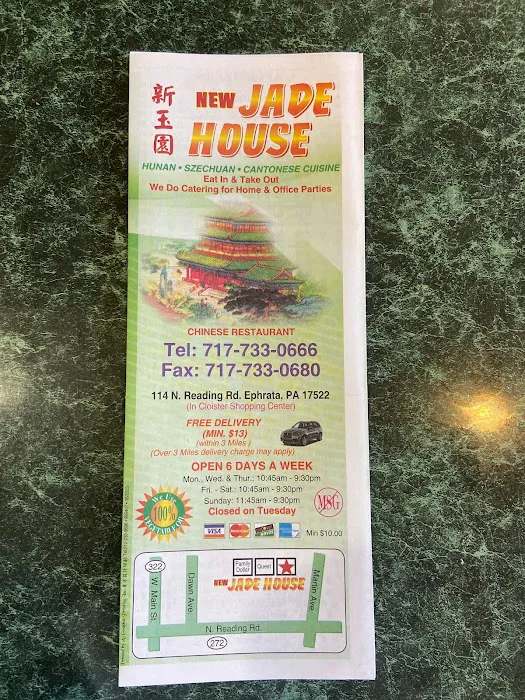 新玉園
NEW JADE
HOUSE
HUNAN • SZECHUAN • CANTONESE CUISINE
Eat In & Take Out
We Do Catering for Home & Office Parties
CHINESE RESTAURANT
Tel: 717-733-0666
Fax: 717-733-0680
114 N. Reading Rd. Ephrata, PA 17522
(In Cloister Shopping Center)
FREE DELIVERY
(MIN. $13)
(within 3 Miles)
(Over 3 Miles delivery charge may apply)
OPEN 6 DAYS A WEEK
Mon., Wed. & Thur.: 10:45am - 9:30pm
Fri. - Sat.: 10:45am - 9:30pm
Sunday: 11:45am - 9:30pm
Closed on Tuesday
We Use
100%
VEGETABLE OIL
MSG
VISA
Min $10.00
322
W. Main St.
Dawn Ave.
Family
Dollar
Quest
NEW JADE HOUSE
Martin Ave.
N. Reading Rd.
272